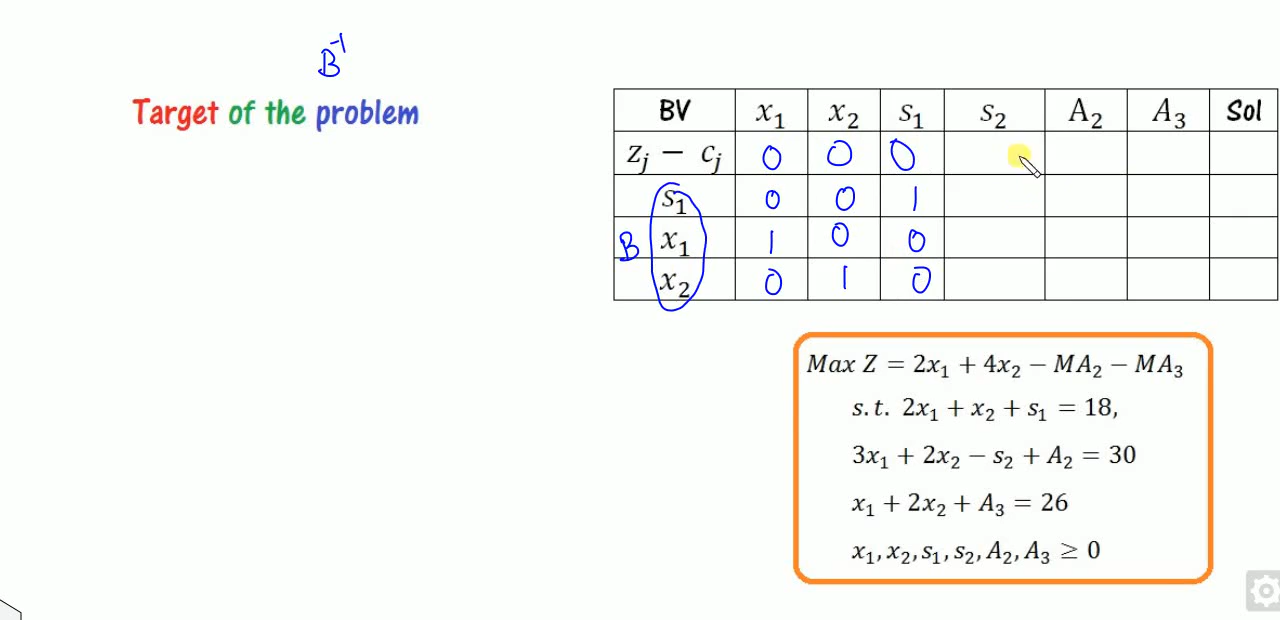 B⁻¹
Target of the problem
BV x₁ x₂ s₁ s₂ A₂ A₃ Sol
zⱼ − cⱼ 0 0 0
s₁ 0 0 1
B x₁ 1 0 0
x₂ 0 1 0
Max Z = 2x₁ + 4x₂ − MA₂ − MA₃
s.t. 2x₁ + x₂ + s₁ = 18,
3x₁ + 2x₂ − s₂ + A₂ = 30
x₁ + 2x₂ + A₃ = 26
x₁, x₂, s₁, s₂, A₂, A₃ ≥ 0